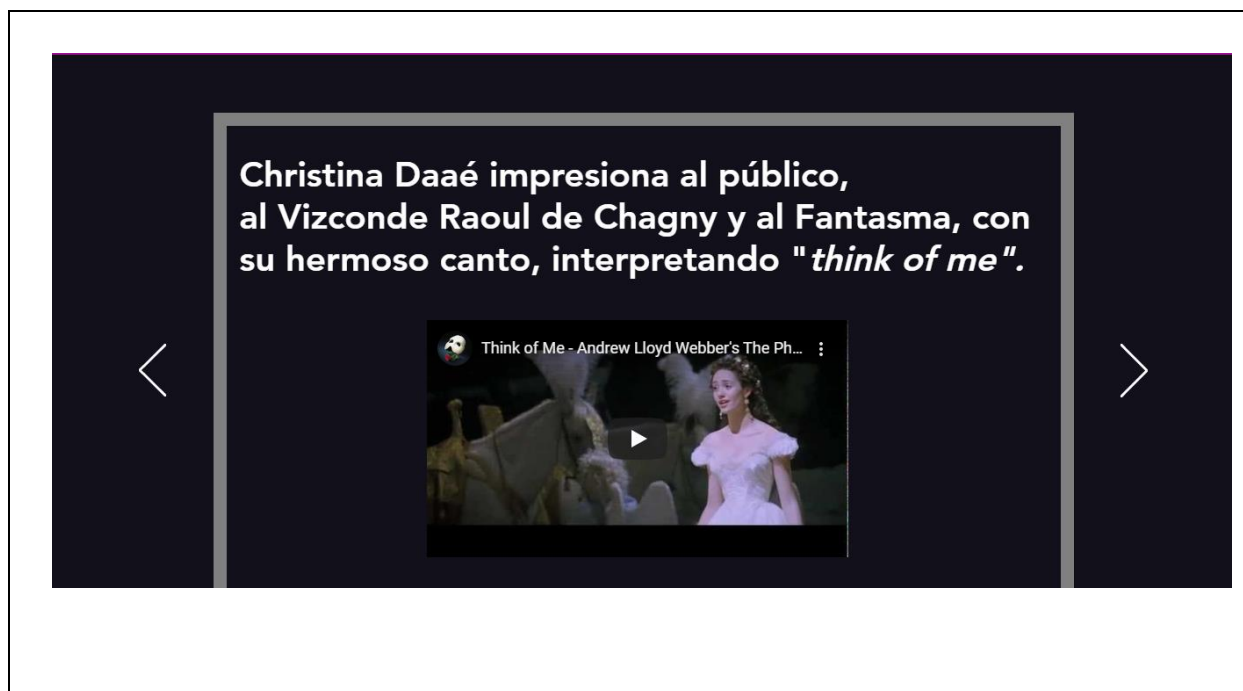 Christina Daaé impresiona al público,
al Vizconde Raoul de Chagny y al Fantasma, con
su hermoso canto, interpretando "think of me".
Think of Me - Andrew Lloyd Webber's The Ph...